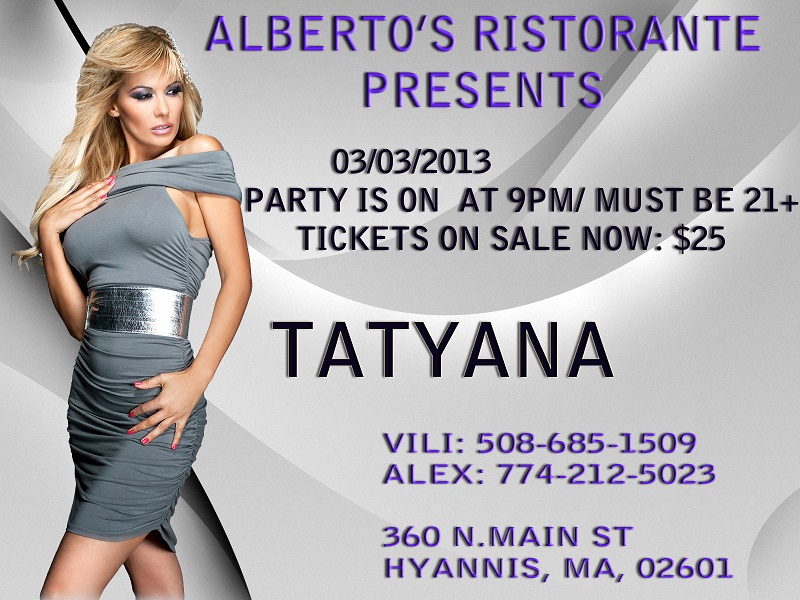 ALBERTO'S RISTORANTE
PRESENTS
03/03/2013
PARTY IS ON AT 9PM/ MUST BE 21+
TICKETS ON SALE NOW: $25
TATYANA
VILI: 508-685-1509
ALEX: 774-212-5023
360 N.MAIN ST
HYANNIS, MA, 02601